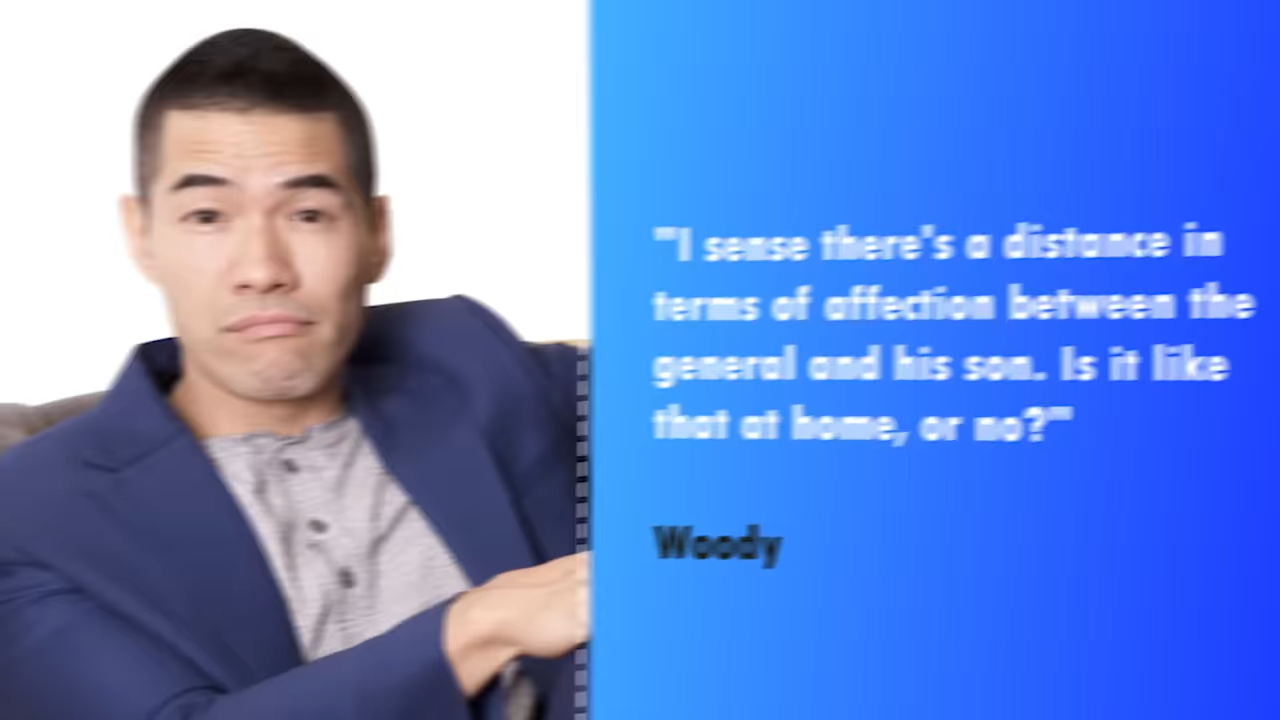 "I sense there's a distance in
terms of affection between the
general and his son. Is it like
that at home, or no?"
Woody